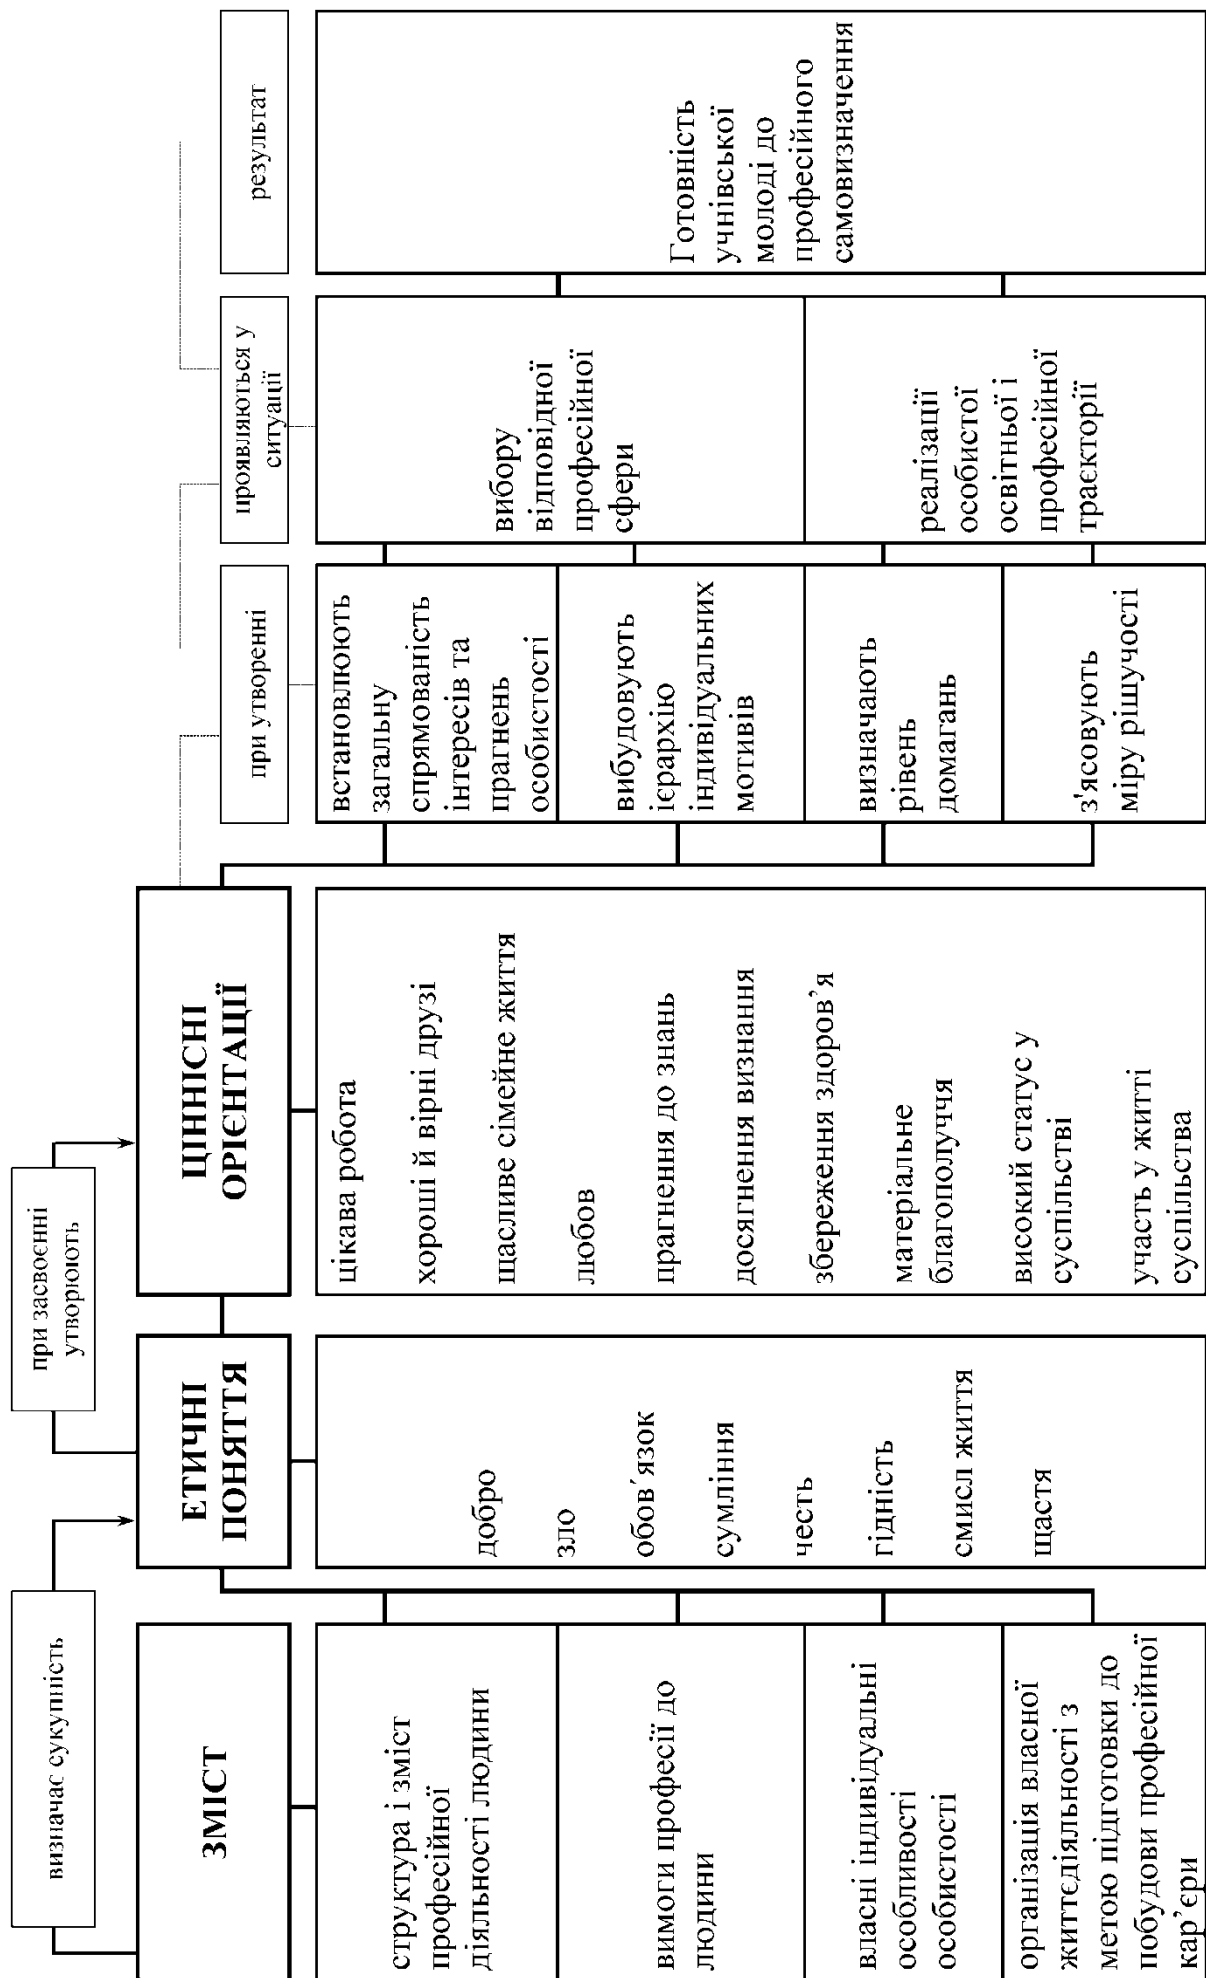 визначає сукупність
при засвоєнні
утворюють
ЗМІСТ
ЕТИЧНІ
ПОНЯТТЯ
ЦІННІСНІ
ОРІЄНТАЦІЇ
при утворенні
проявляються у
ситуації
результат
структура і зміст
професійної
діяльності людини
вимоги професії до
людини
власні індивідуальні
особливості
особистості
організація власної
життєдіяльності з
метою підготовки до
побудови професійної
кар’єри
добро
зло
обов´язок
сумління
честь
гідність
смисл життя
щастя
цікава робота
хороші й вірні друзі
щасливе сімейне життя
любов
прагнення до знань
досягнення визнання
збереження здоров’я
матеріальне
благополуччя
високий статус у
суспільстві
участь у житті
суспільства
встановлюють
загальну
спрямованість
інтересів та
прагнень
особистості
вибудовують
ієрархію
індивідуальних
мотивів
визначають
рівень
домагань
з'ясовують
міру рішучості
вибору
відповідної
професійної
сфери
реалізації
особистої
освітньої і
професійної
траєкторії
Готовність
учнівської
молоді до
професійного
самовизначення